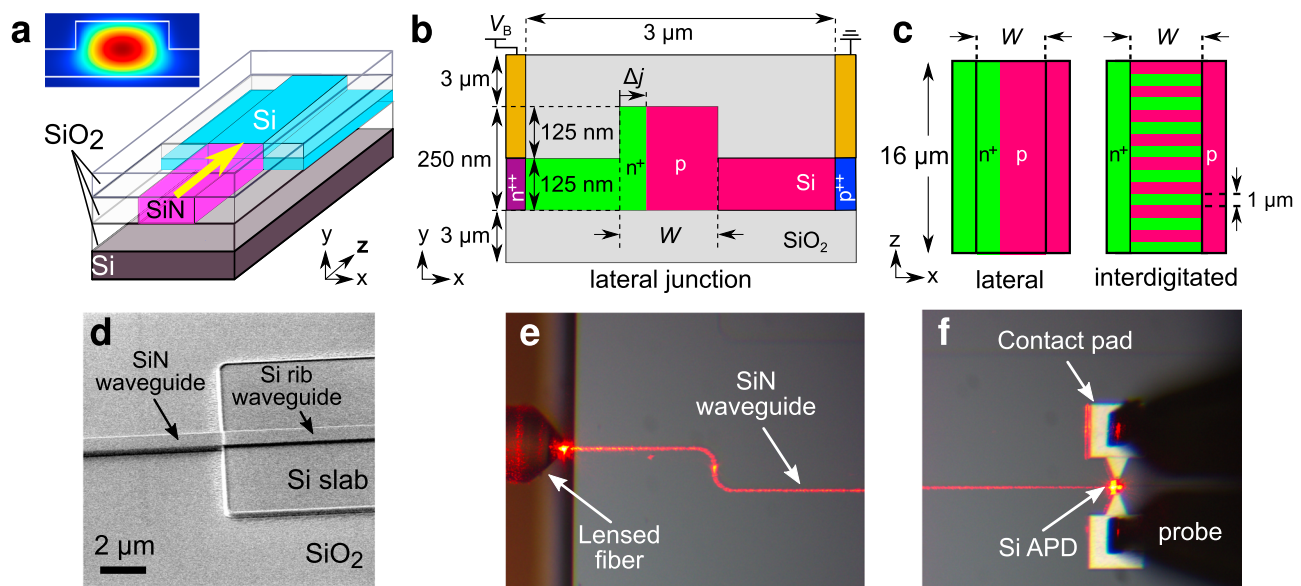 a
Si
SiO2
SiN
Si
y
z
x
b
VB
3 µm
3 µm
Δj
125 nm
250 nm
125 nm
n++
n+
p
Si
p++
3 µm
W
SiO2
y
x
lateral junction
c
W
W
16 µm
n+
p
n+
p
1 µm
z
x
lateral
interdigitated
d
SiN
waveguide
Si rib
waveguide
Si slab
2 µm
SiO2
e
SiN
waveguide
Lensed
fiber
f
Contact pad
Si APD
probe